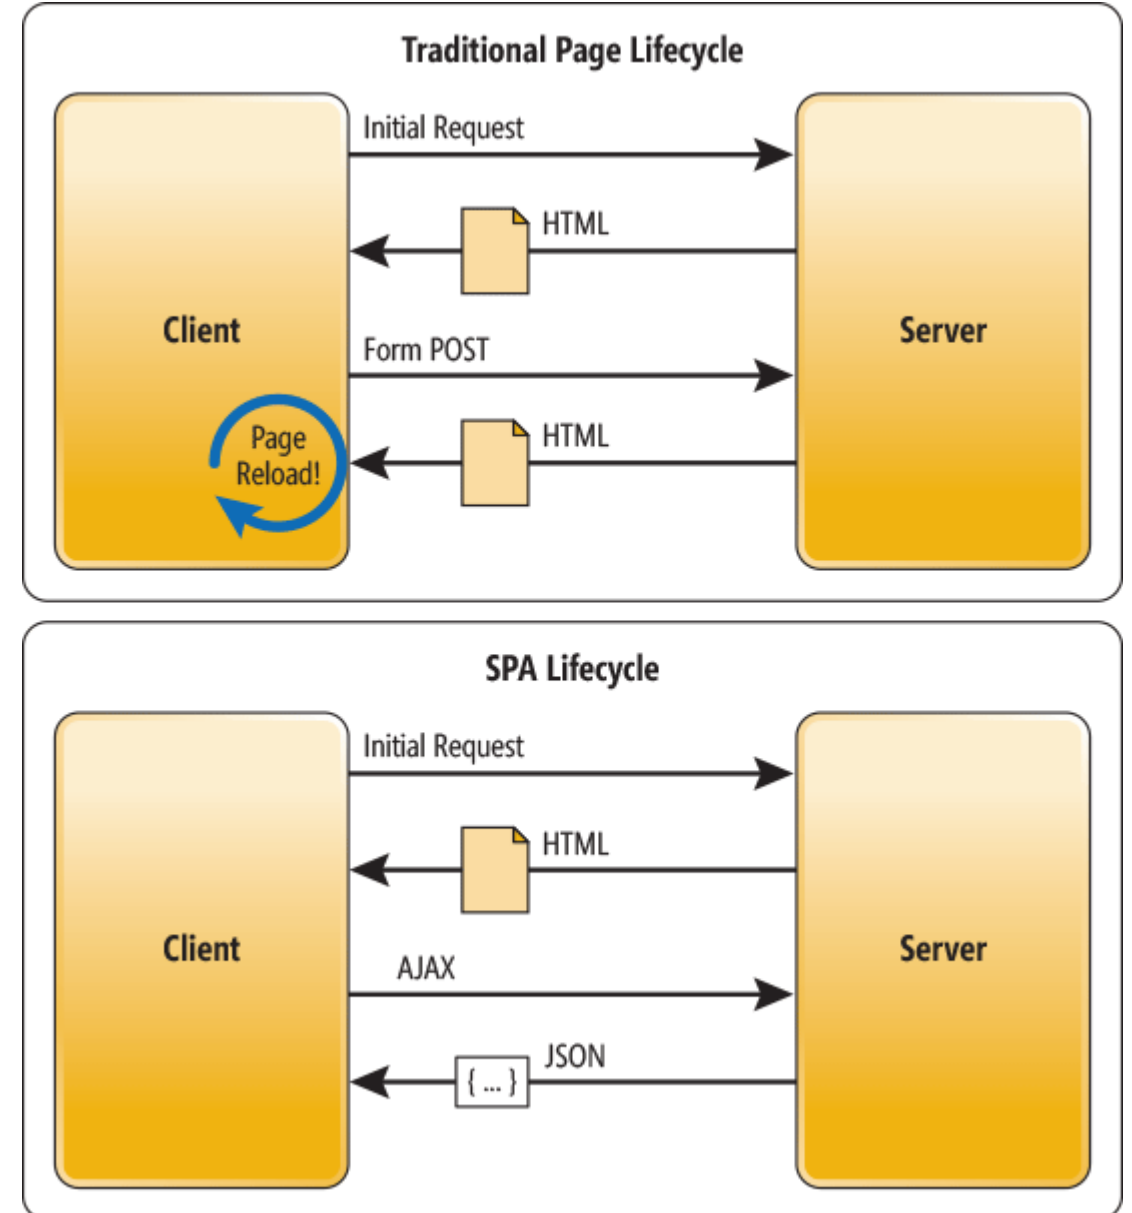 Traditional Page Lifecycle
Initial Request
HTML
Client
Server
Form POST
HTML
Page
Reload!
SPA Lifecycle
Initial Request
HTML
Client
Server
AJAX
JSON
{ ... }